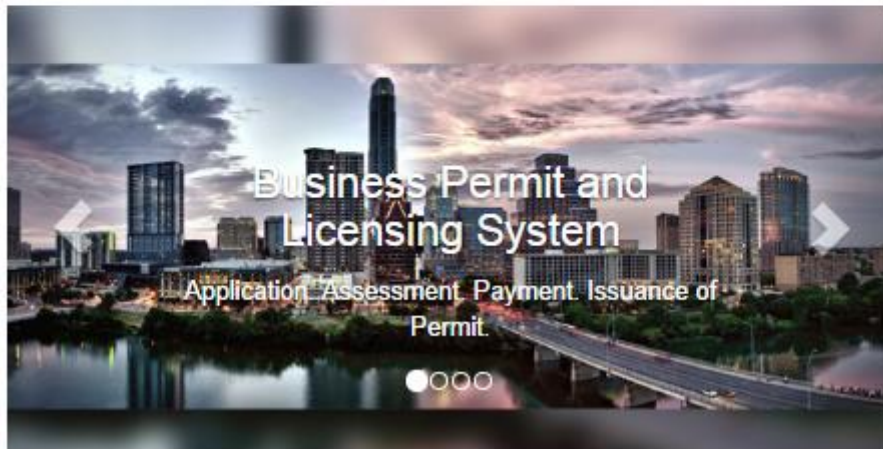 Business Permit and
Licensing System
Application. Assessment. Payment. Issuance of
Permit.